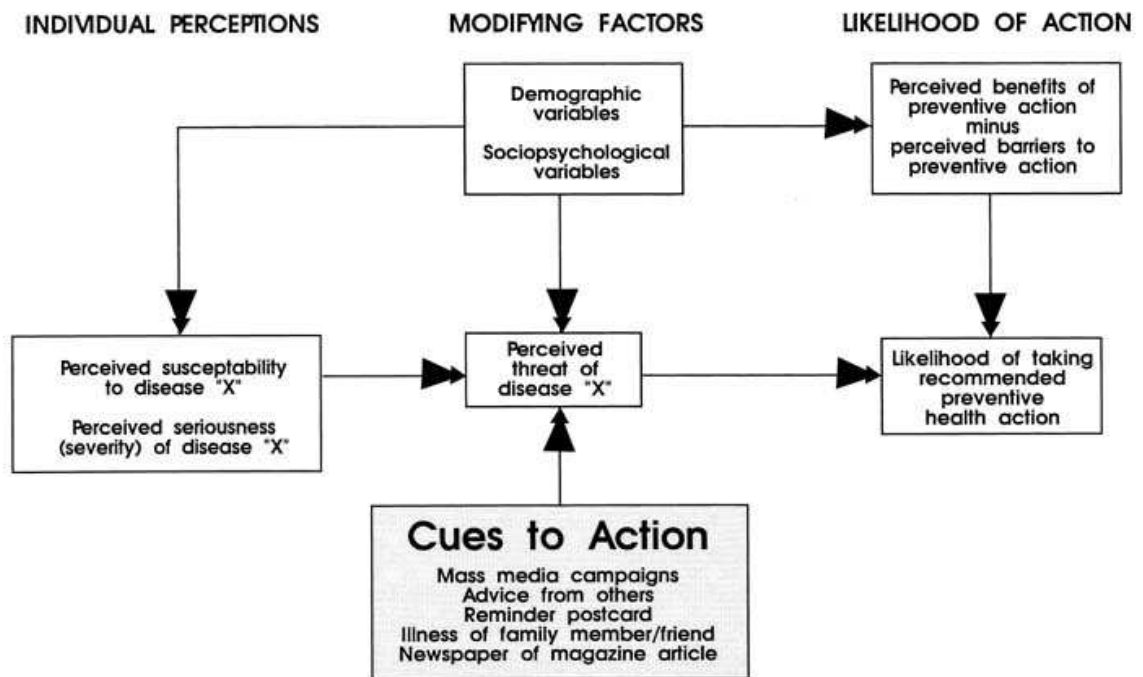 INDIVIDUAL PERCEPTIONS
MODIFYING FACTORS
LIKELIHOOD OF ACTION
Demographic
variables
Sociopsychological
variables
Perceived benefits of
preventive action
minus
perceived barriers to
preventive action
Perceived susceptability
to disease "X"
Perceived seriousness
(severity) of disease "X"
Perceived
threat of
disease "X"
Likelihood of taking
recommended
preventive
health action
Cues to Action
Mass media campaigns
Advice from others
Reminder postcard
Illness of family member/friend
Newspaper of magazine article